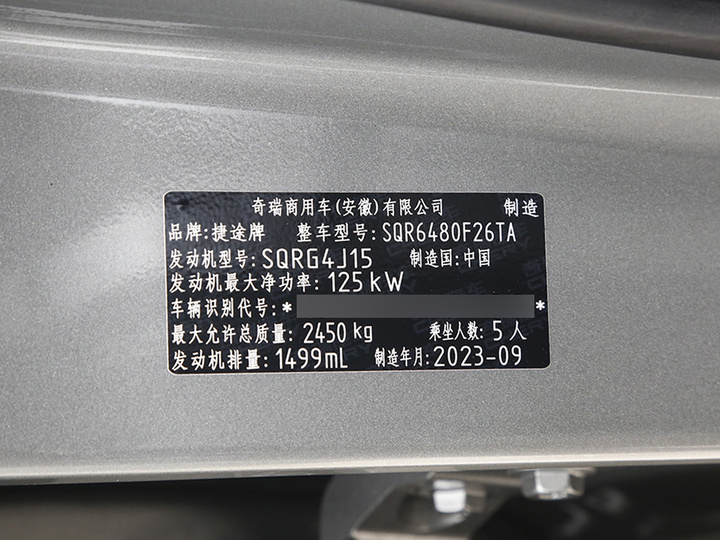 奇瑞商用车(安徽)有限公司 制造
品牌:捷途牌 整车型号:SQR6480F26TA
发动机型号:SQRG4J15 制造国:中国
发动机最大净功率:125kW
车辆识别代号:* *
最大允许总质量:2450kg 乘坐人数:5人
发动机排量:1499mL 制造年月:2023-09